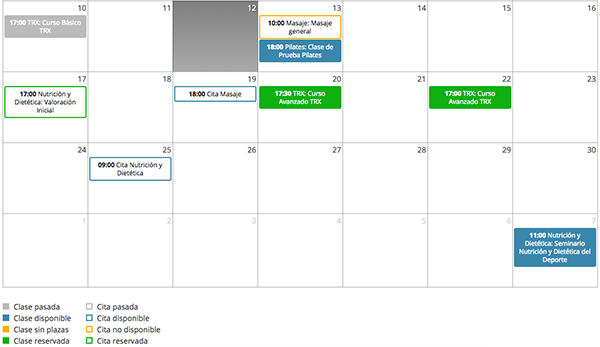 10 11 12 13 14 15 16
17:00 TRX: Curso Básico
TRX
10:00 Masaje: Masaje
general
18:00 Pilates: Clase de
Prueba Pilates
17 18 19 20 21 22 23
17:00 Nutrición y
Dietética: Valoración
Inicial
18:00 Cita Masaje
17:30 TRX: Curso
Avanzado TRX
17:00 TRX: Curso
Avanzado TRX
24 25 26 27 28 29 30
09:00 Cita Nutrición y
Dietética
1 2 3 4 5 6 7
11:00 Nutrición y
Dietética: Seminario
Nutrición y Dietética del
Deporte
Clase pasada
Clase disponible
Clase sin plazas
Clase reservada
Cita pasada
Cita disponible
Cita no disponible
Cita reservada